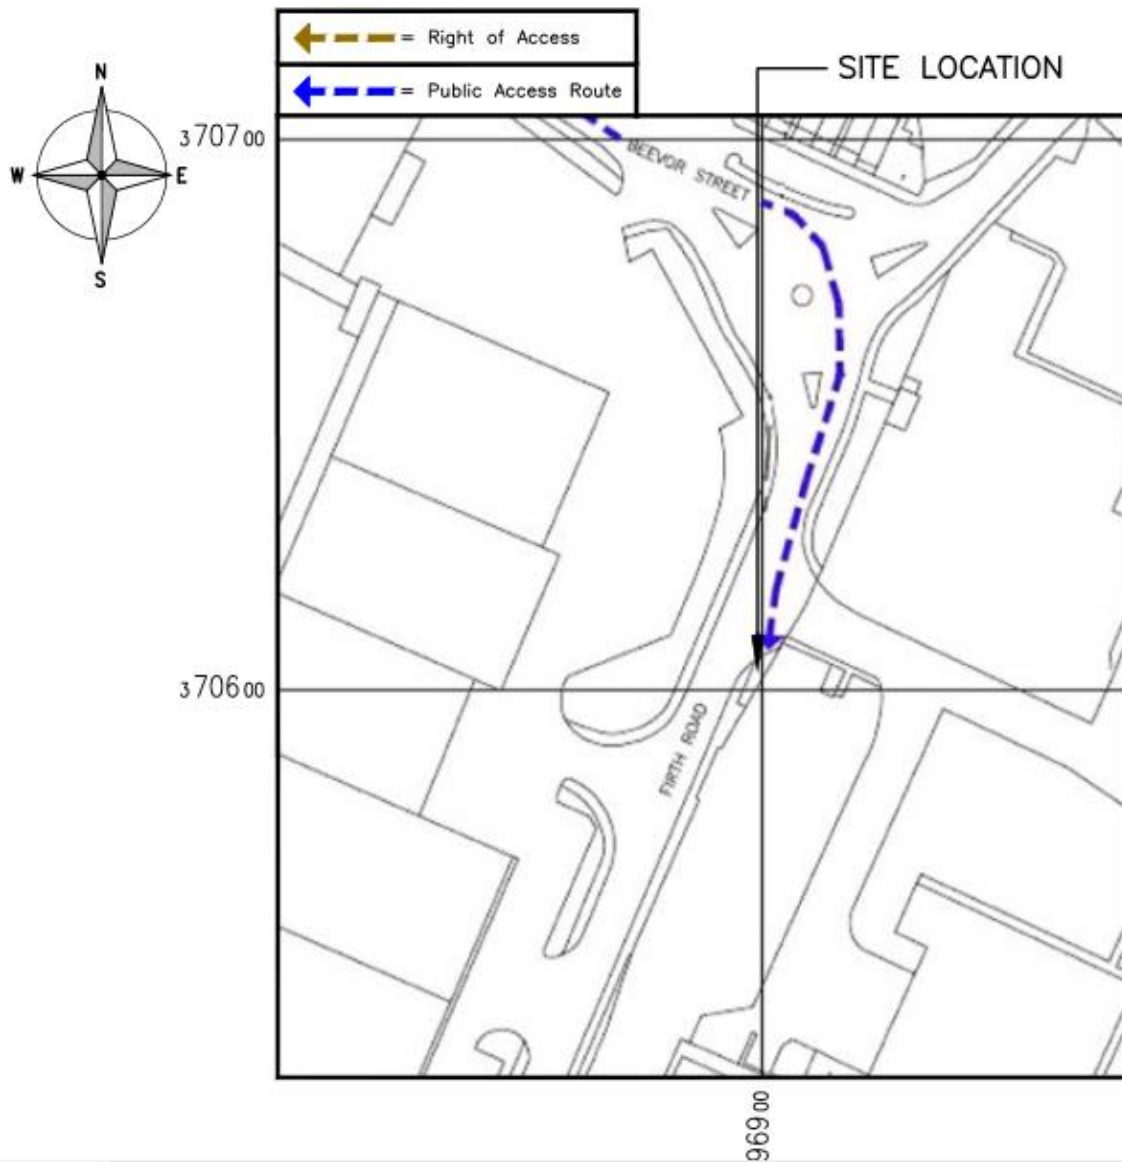 = Right of Access
= Public Access Route
SITE LOCATION
N
W E
S
370700
BEEVOR STREET
370600
FIRTH ROAD
96900